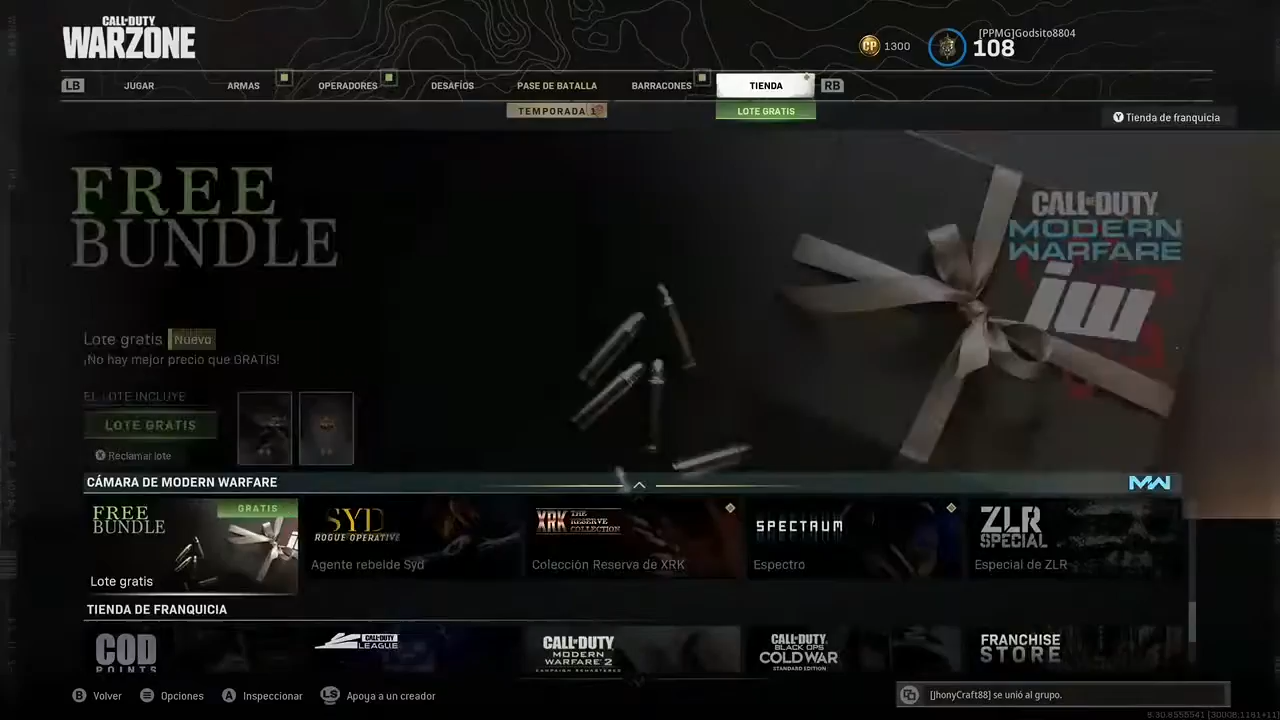 CALL OF DUTY
WARZONE
CP 1300
[PPMG]Godsito8804
108
LB JUGAR ARMAS OPERADORES DESAFÍOS PASE DE BATALLA BARRACONES TIENDA RB
TEMPORADA 1
LOTE GRATIS
Y Tienda de franquicia
FREE
BUNDLE
CALL OF DUTY
MODERN
WARFARE
iw
Lote gratis Nuevo
¡No hay mejor precio que GRATIS!
EL LOTE INCLUYE
LOTE GRATIS
X Reclamar lote
CÁMARA DE MODERN WARFARE
MW
FREE
BUNDLE
GRATIS
Lote gratis
SYD
ROGUE OPERATIVE
Agente rebelde Syd
XRK THE RESERVE COLLECTION
Colección Reserva de XRK
SPECTRUM
Espectro
ZLR
SPECIAL
Especial de ZLR
TIENDA DE FRANQUICIA
COD
POINTS
CALL OF DUTY
LEAGUE
CALL OF DUTY
MODERN
WARFARE 2
CAMPAIGN REMASTERED
CALL OF DUTY
BLACK OPS
COLD WAR
STANDARD EDITION
FRANCHISE
STORE
B Volver Opciones A Inspeccionar LS Apoya a un creador
[JhonyCraft88] se unió al grupo.